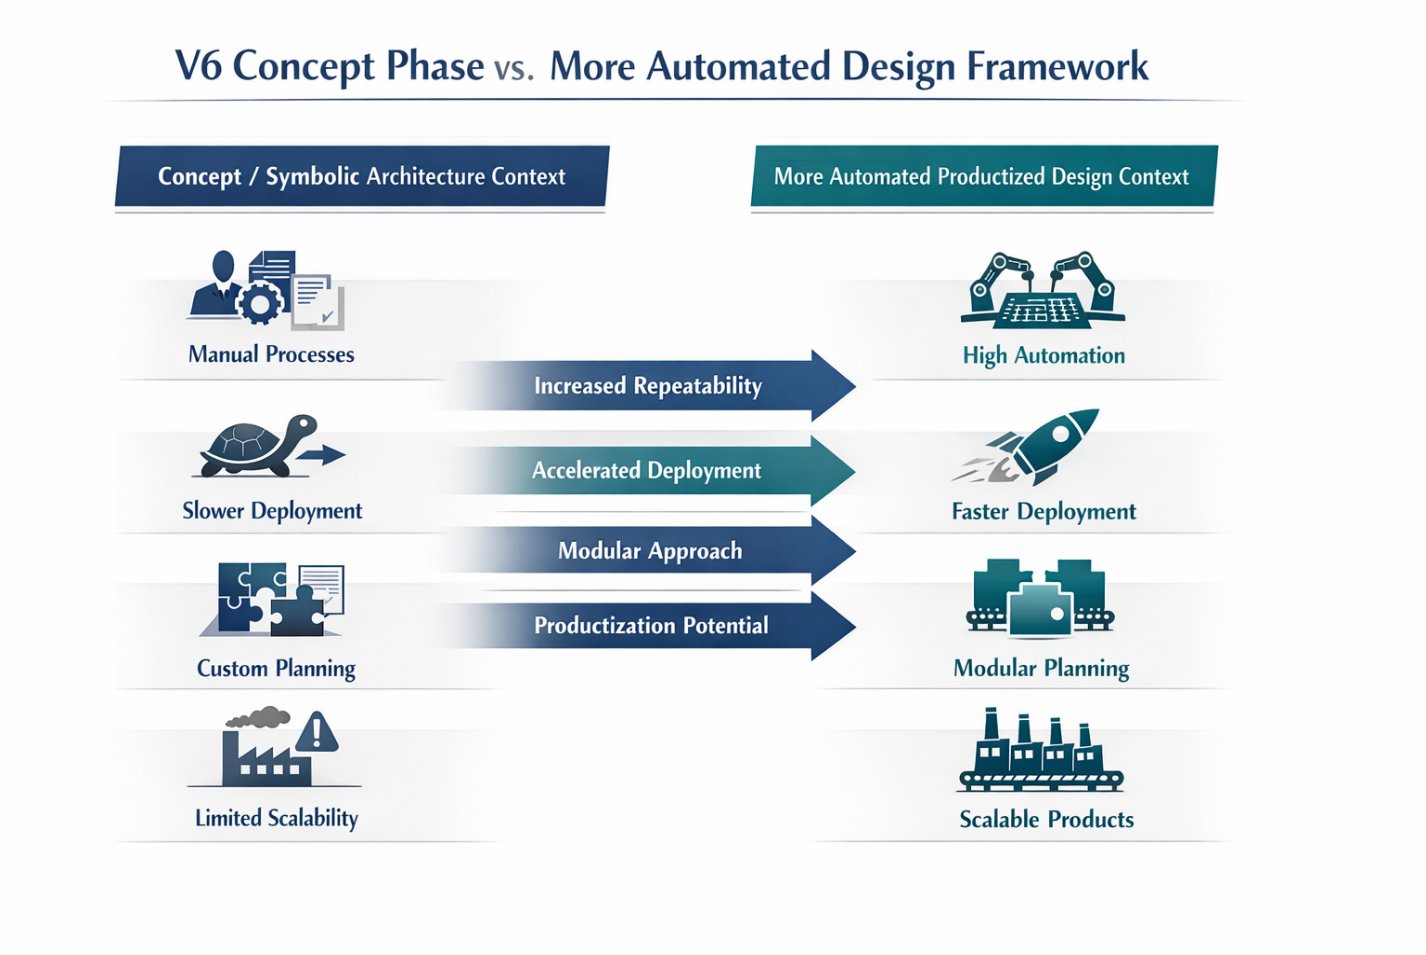 V6 Concept Phase vs. More Automated Design Framework
Concept / Symbolic Architecture Context
More Automated Productized Design Context
Manual Processes
High Automation
Increased Repeatability
Accelerated Deployment
Slower Deployment
Faster Deployment
Modular Approach
Productization Potential
Custom Planning
Modular Planning
Limited Scalability
Scalable Products